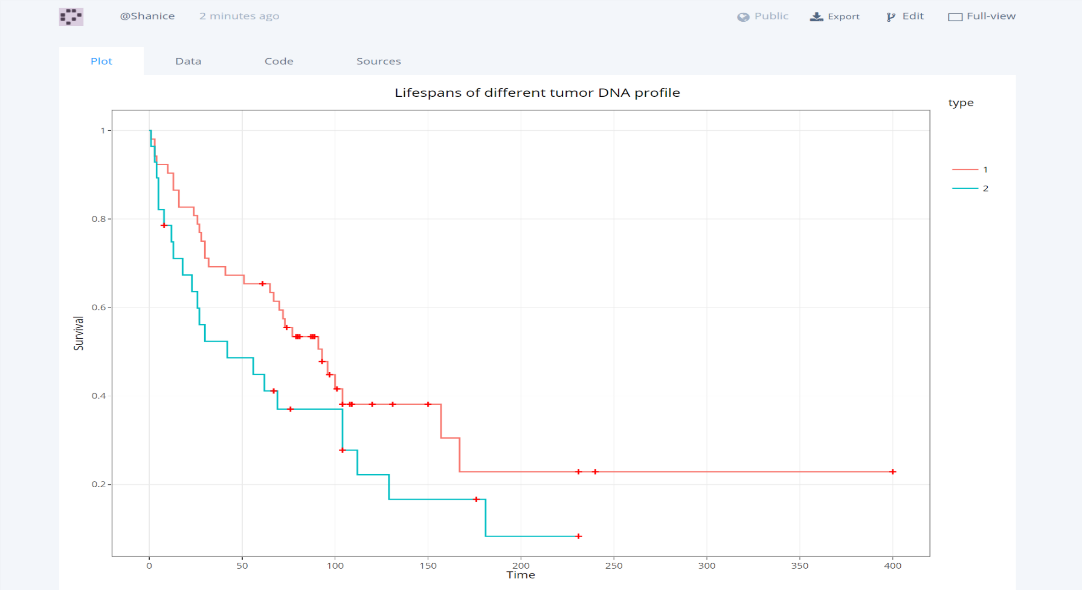 @Shanice 2 minutes ago Public Export Edit Full-view
Plot Data Code Sources
Lifespans of different tumor DNA profile
type
1
2
1
0.8
0.6
0.4
0.2
Survival
0 50 100 150 200 250 300 350 400
Time